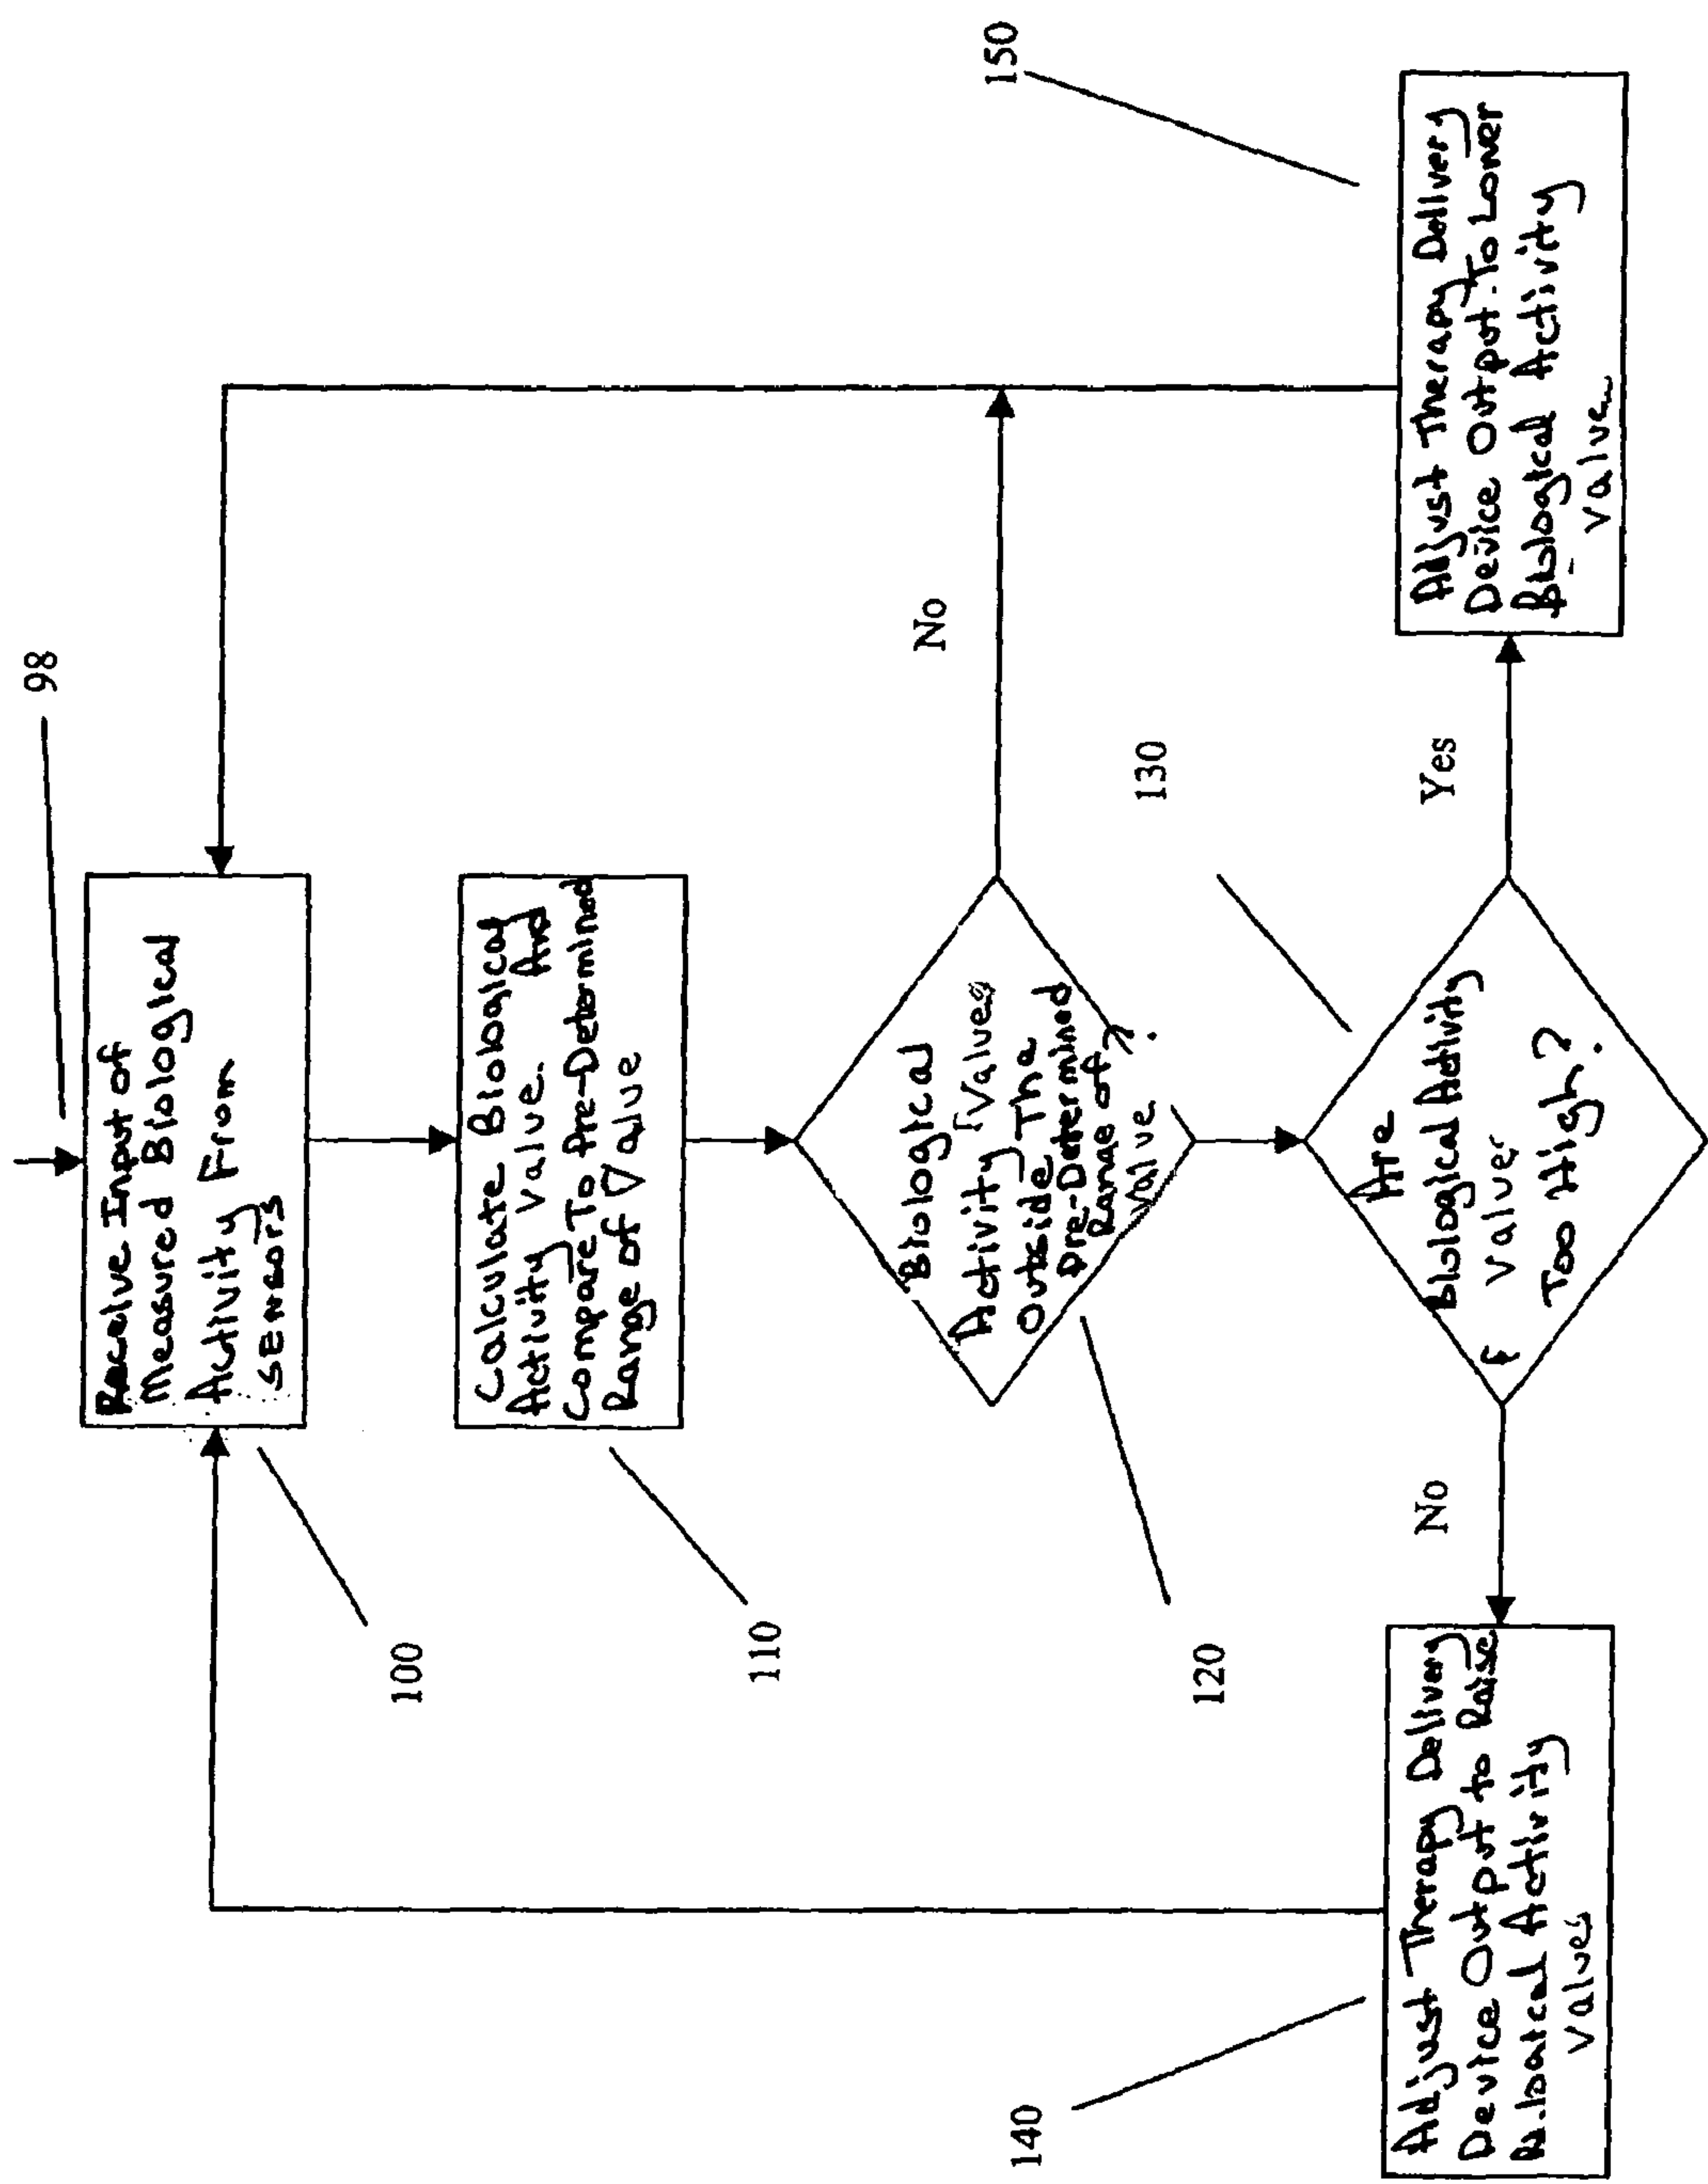 98
Receive Input of
Measured Biological
Activity From
SENSORS
100
Calculate Biological
Activity Value. And
Compare To Pre-Determined
Range of Value
110
Biological
Activity Values
Outside The
Pre-Determined
Range of ?
Value
120
No
Are
Biological Activity
Values
Too High?
130
No
Yes
Adjust Therapy Delivery
Device Output to Raise
Biological Activity
Values
140
Adjust Therapy Delivery
Device Output To Lower
Biological Activity
Value
150